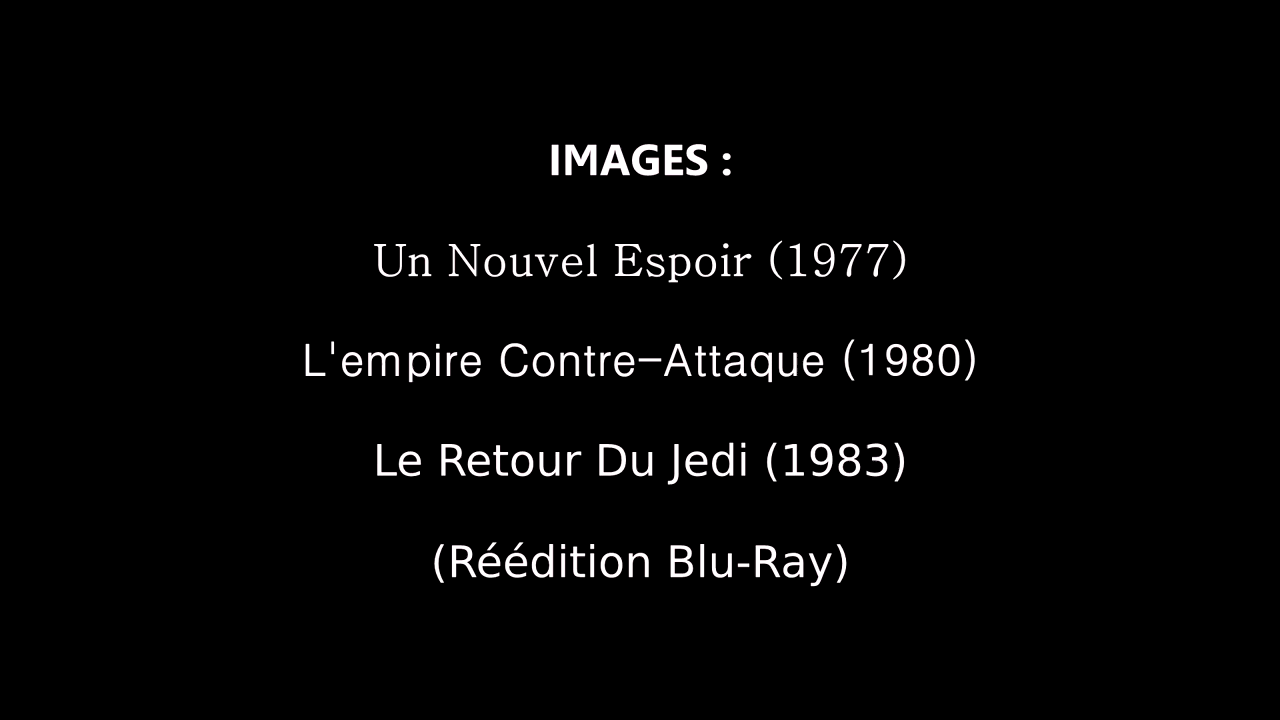 IMAGES :
Un Nouvel Espoir (1977)
L'empire Contre-Attaque (1980)
Le Retour Du Jedi (1983)
(Réédition Blu-Ray)